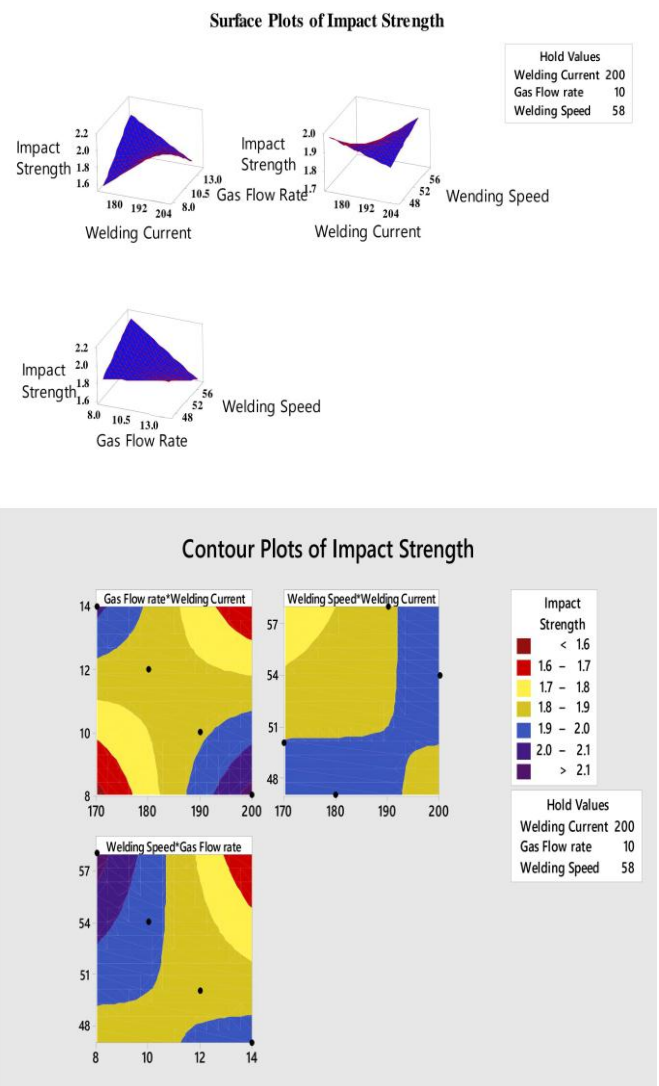 Surface Plots of Impact Strength
Hold Values
Welding Current 200
Gas Flow rate 10
Welding Speed 58
2.2
2.0
1.8
1.6
Impact
Strength
180 192 204
Welding Current
8.0
10.5
13.0
Gas Flow Rate
2.0
1.9
1.8
1.7
Impact
Strength
180 192 204
Welding Current
48
52
56
Wending Speed
2.2
2.0
1.8
1.6
Impact
Strength
8.0 10.5 13.0
Gas Flow Rate
48
52
56
Welding Speed
Contour Plots of Impact Strength
Gas Flow rate*Welding Current
14
12
10
8
170 180 190 200
Welding Speed*Welding Current
57
54
51
48
170 180 190 200
Impact
Strength
< 1.6
1.6 – 1.7
1.7 – 1.8
1.8 – 1.9
1.9 – 2.0
2.0 – 2.1
> 2.1
Hold Values
Welding Current 200
Gas Flow rate 10
Welding Speed 58
Welding Speed*Gas Flow rate
57
54
51
48
8 10 12 14